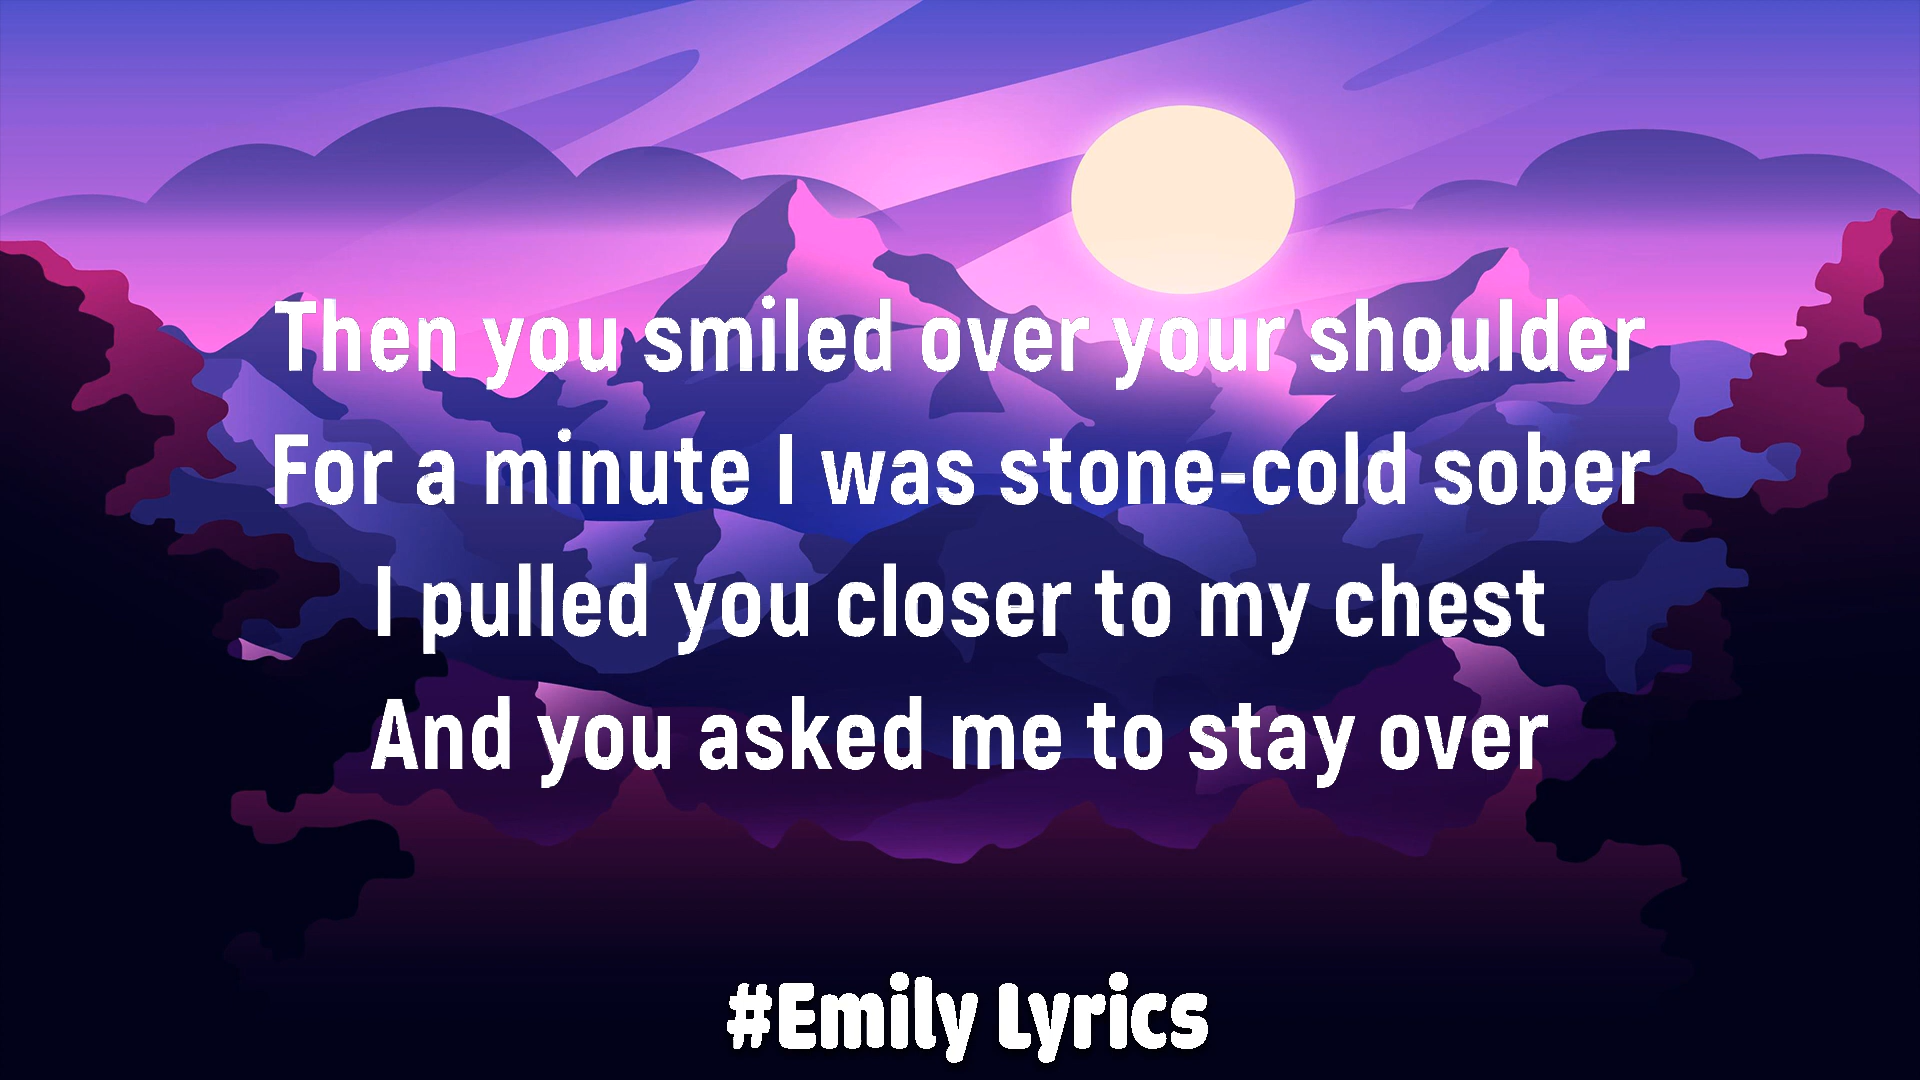 Then you smiled over your shoulder
For a minute I was stone-cold sober
I pulled you closer to my chest
And you asked me to stay over
#Emily Lyrics